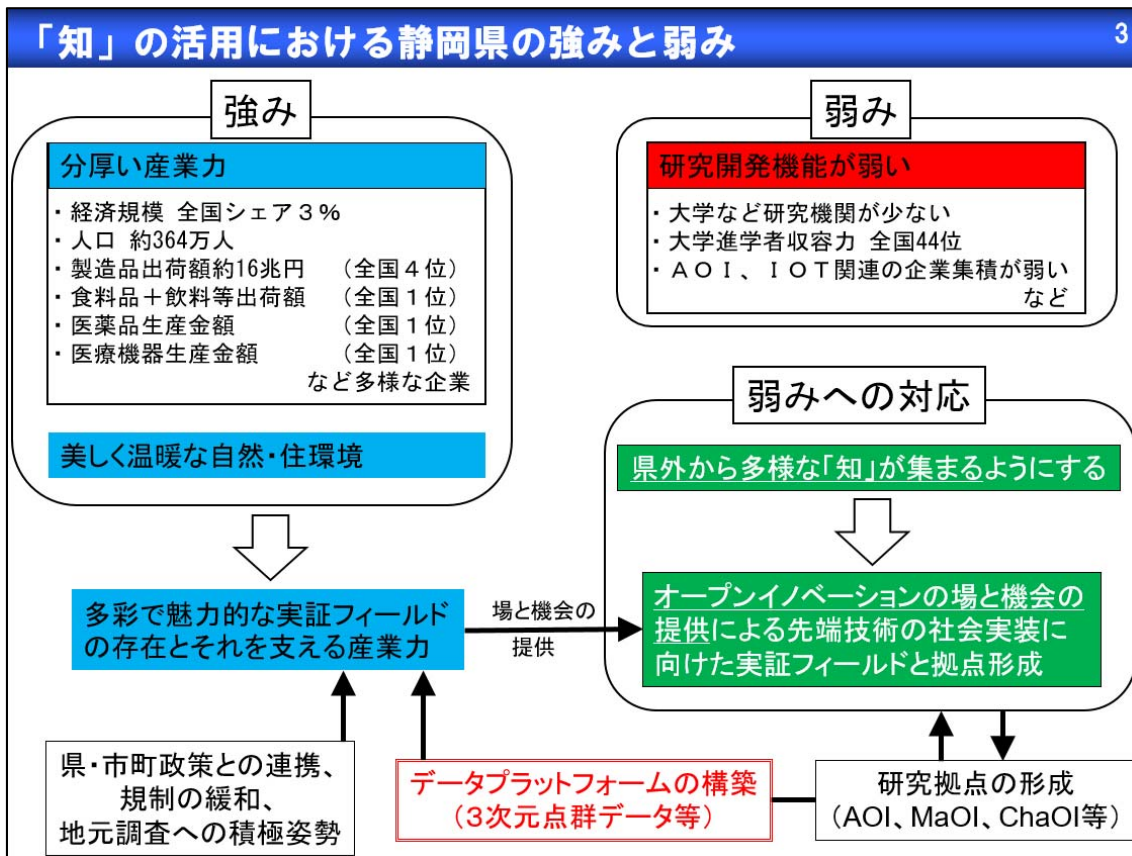 「知」の活用における静岡県の強みと弱み
3
強み
分厚い産業力
・経済規模 全国シェア３％
・人口 約364万人
・製造品出荷額約16兆円 （全国４位）
・食料品＋飲料等出荷額 （全国１位）
・医薬品生産金額 （全国１位）
・医療機器生産金額 （全国１位）
など多様な企業
美しく温暖な自然・住環境
多彩で魅力的な実証フィールド
の存在とそれを支える産業力
県・市町政策との連携、
規制の緩和、
地元調査への積極姿勢
場と機会の
提供
弱み
研究開発機能が弱い
・大学など研究機関が少ない
・大学進学者収容力 全国44位
・ＡＯＩ、ＩＯＴ関連の企業集積が弱い
など
弱みへの対応
県外から多様な「知」が集まるようにする
オープンイノベーションの場と機会の
提供による先端技術の社会実装に
向けた実証フィールドと拠点形成
データプラットフォームの構築
（３次元点群データ等）
研究拠点の形成
(AOI、MaOI、ChaOI等)